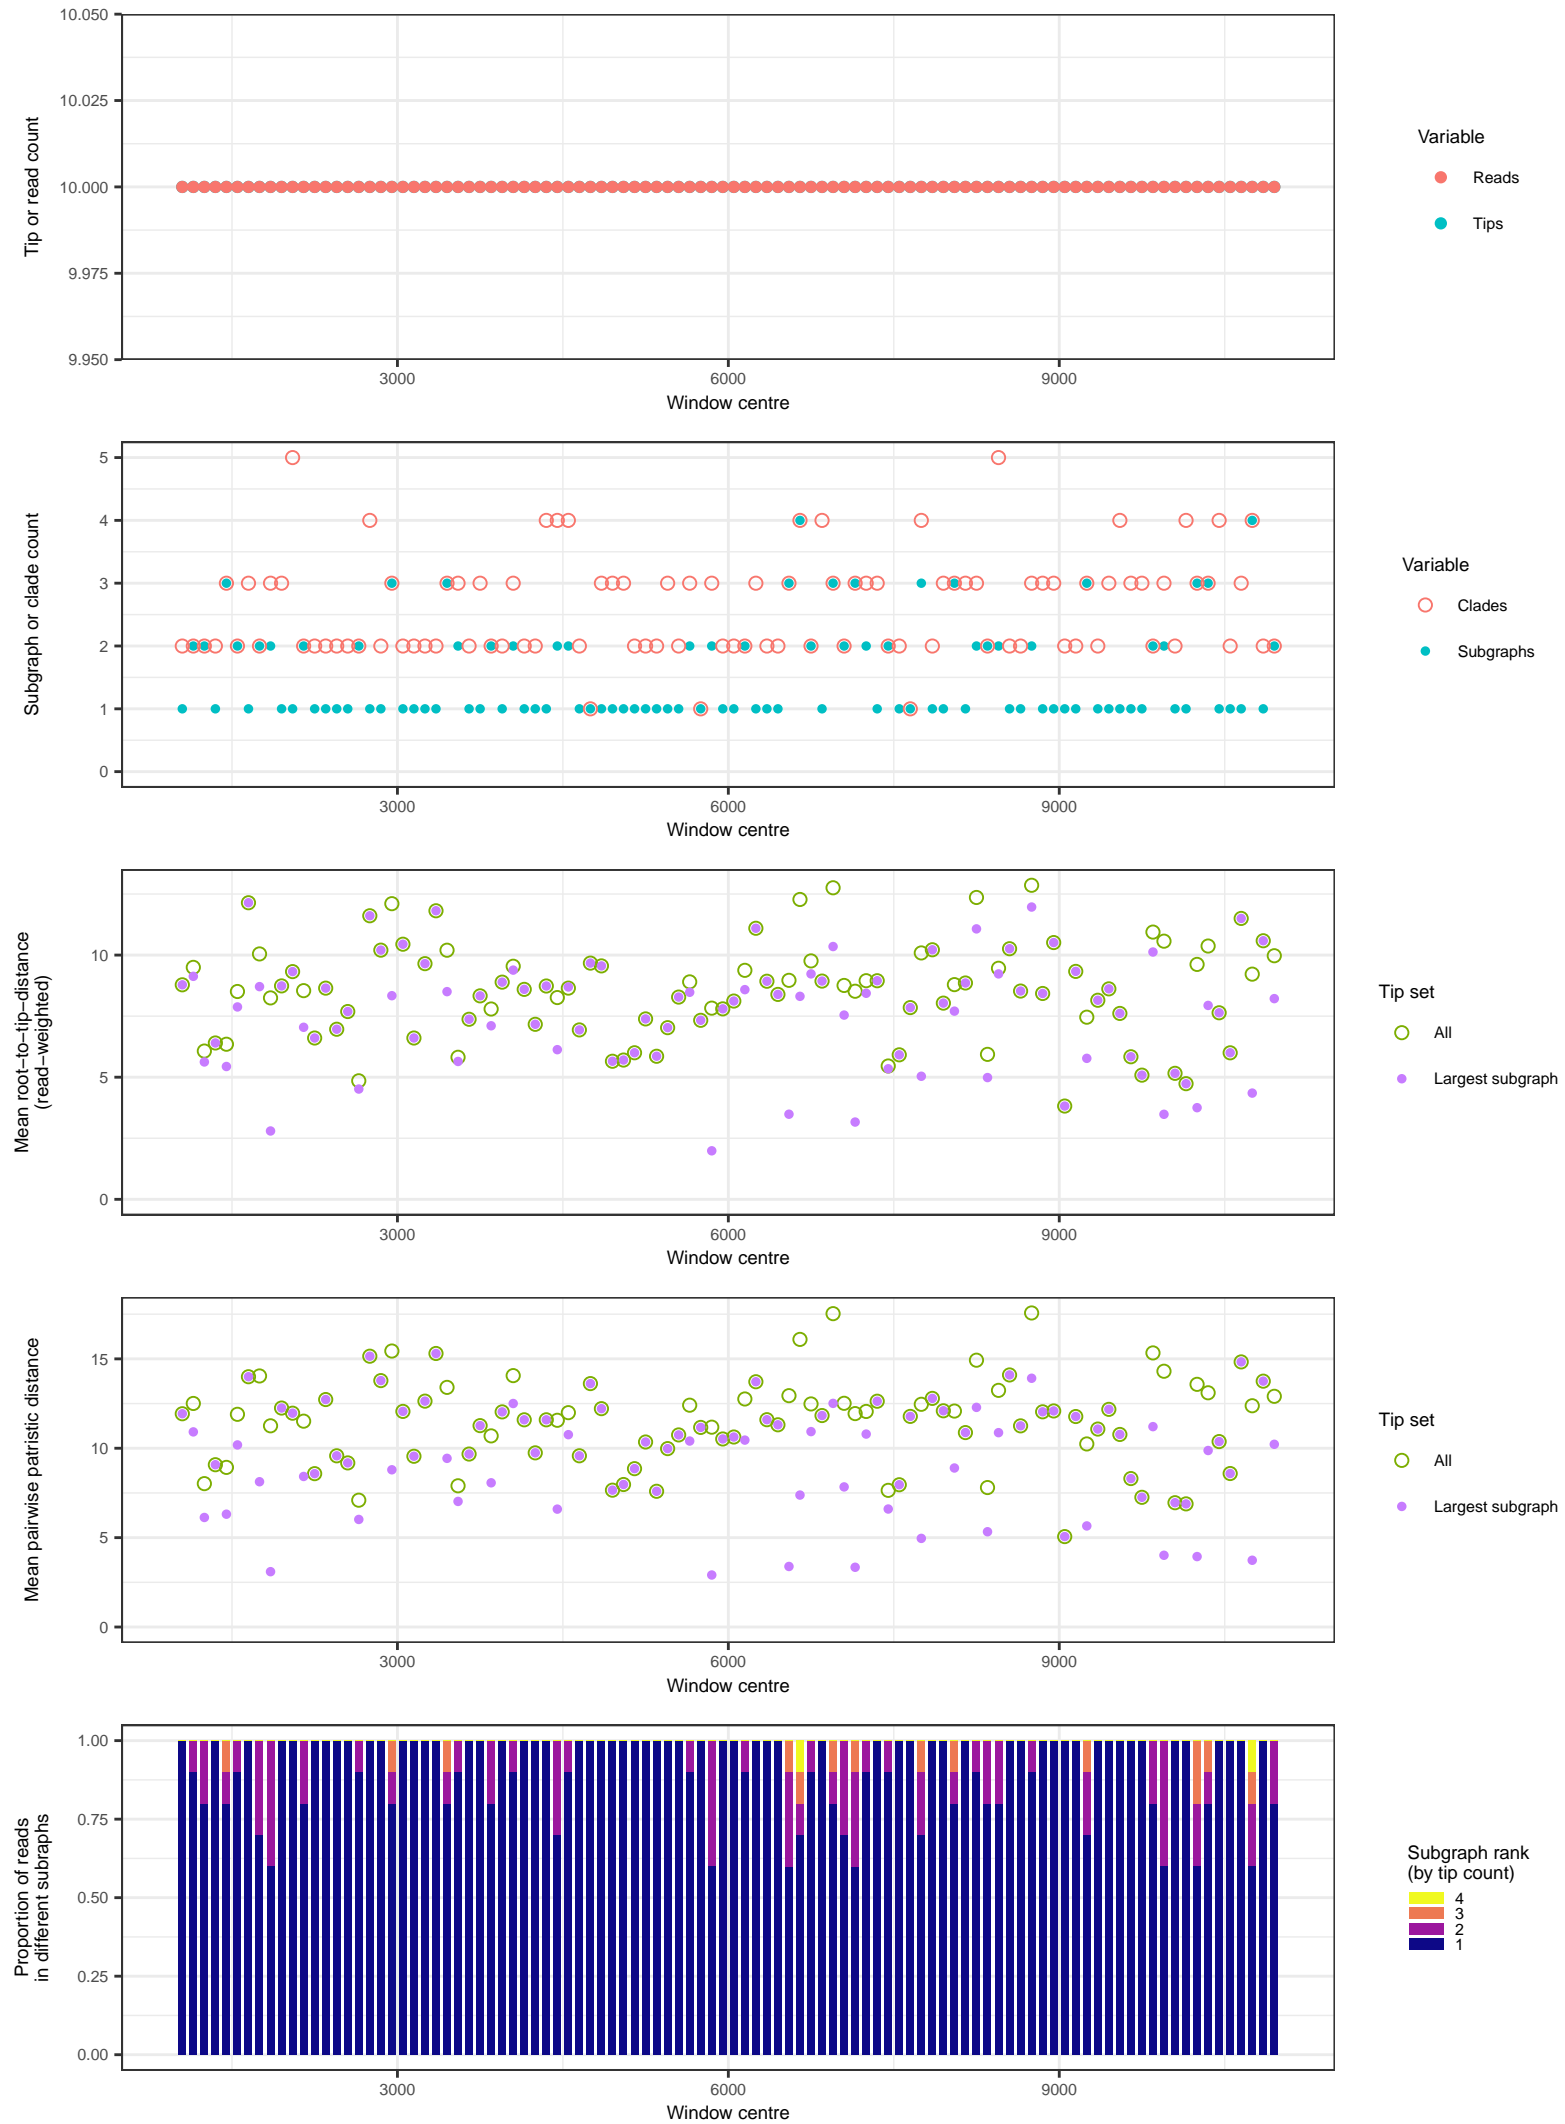 10.050
10.025
10.000
9.975
9.950
Tip or read count
3000 6000 9000
Window centre
Variable
Reads
Tips
5
4
3
2
1
0
Subgraph or clade count
3000 6000 9000
Window centre
Variable
Clades
Subgraphs
10
5
0
Mean root−to−tip−distance
(read−weighted)
3000 6000 9000
Window centre
Tip set
All
Largest subgraph
15
10
5
0
Mean pairwise patristic distance
3000 6000 9000
Window centre
Tip set
All
Largest subgraph
1.00
0.75
0.50
0.25
0.00
Proportion of reads
in different subraphs
3000 6000 9000
Window centre
Subgraph rank
(by tip count)
4
3
2
1